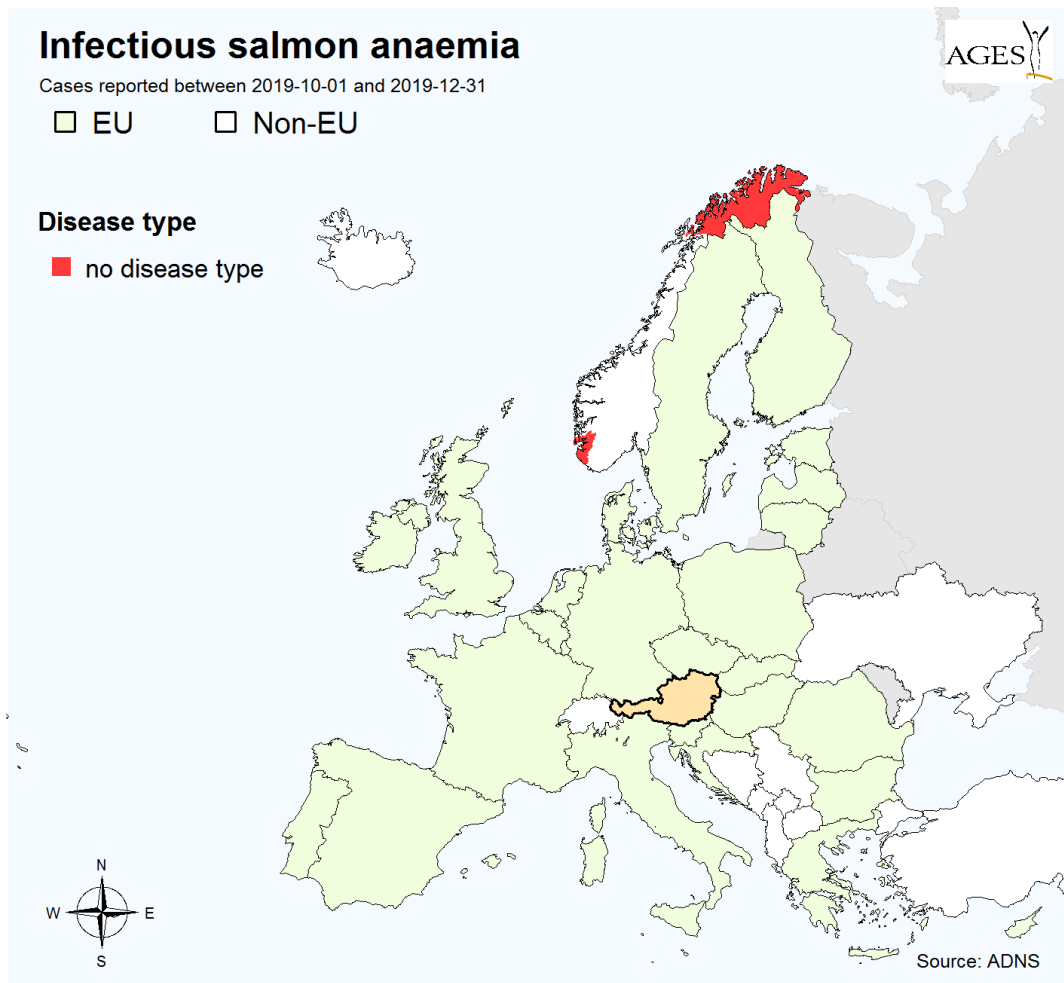 Infectious salmon anaemia
Cases reported between 2019-10-01 and 2019-12-31
EU
Non-EU
AGES
Disease type
no disease type
N
W
E
S
Source: ADNS